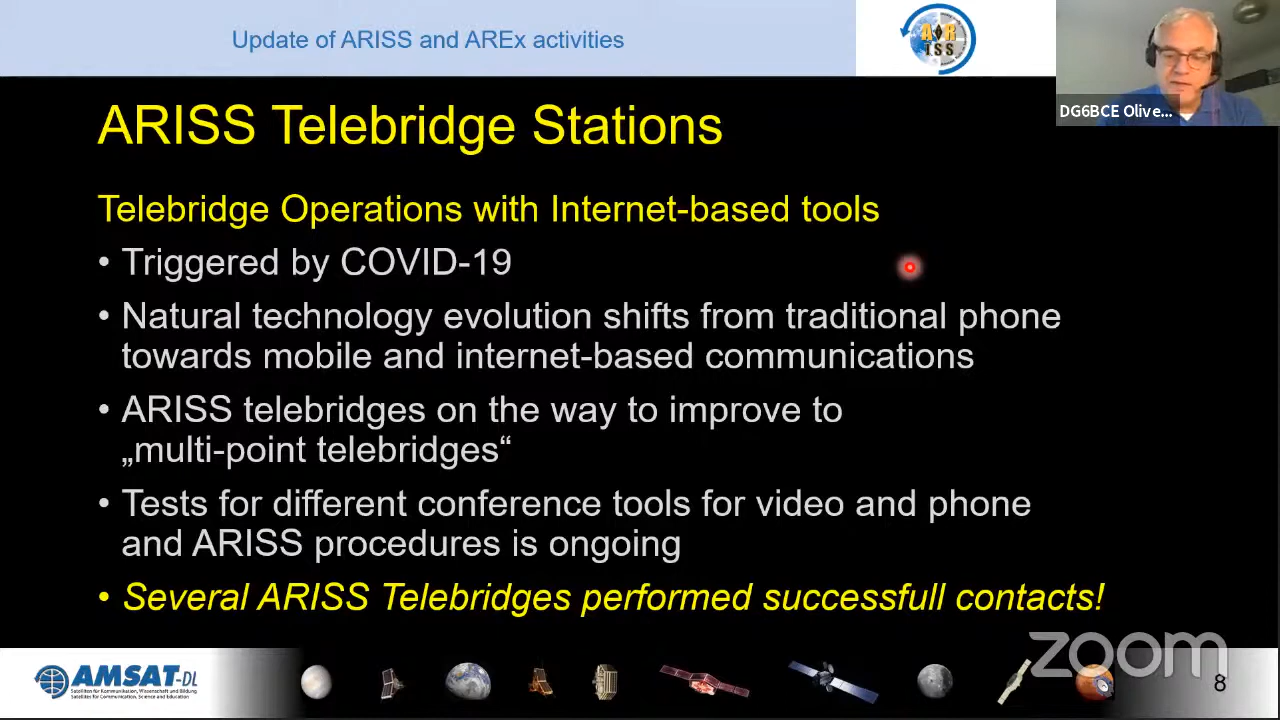 Update of ARISS and AREx activities
ARISS
DG6BCE Olive...
ARISS Telebridge Stations
Telebridge Operations with Internet-based tools
• Triggered by COVID-19
• Natural technology evolution shifts from traditional phone
towards mobile and internet-based communications
• ARISS telebridges on the way to improve to
„multi-point telebridges“
• Tests for different conference tools for video and phone
and ARISS procedures is ongoing
• Several ARISS Telebridges performed successfull contacts!
zoom
AMSAT-DL
Satelliten für Kommunikation, Wissenschaft und Bildung
Satellites for Communication, Science and Education
8